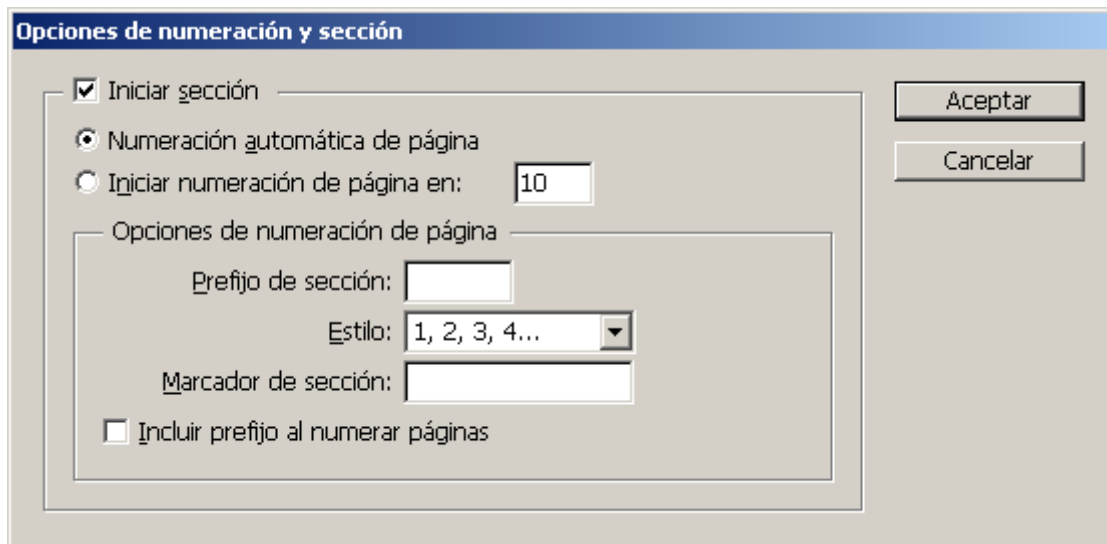 Opciones de numeración y sección
Iniciar sección
Aceptar
Numeración automática de página
Cancelar
Iniciar numeración de página en: 10
Opciones de numeración de página
Prefijo de sección:
Estilo: 1, 2, 3, 4...
Marcador de sección:
Incluir prefijo al numerar páginas